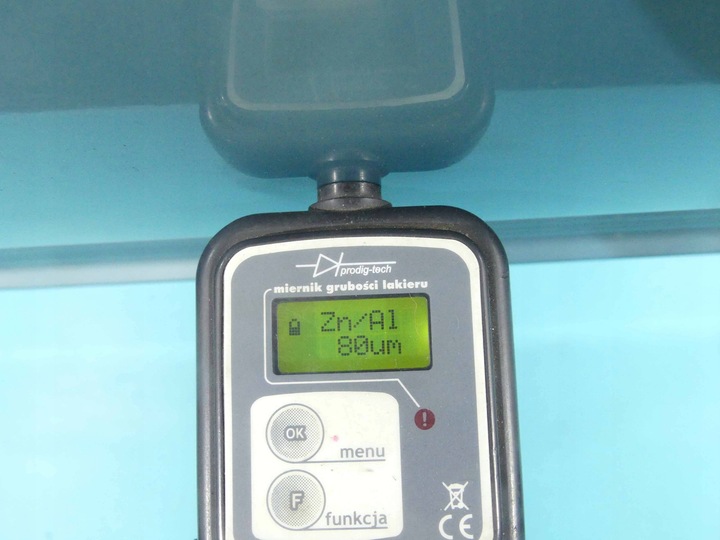 prodig-tech
miernik grubości lakieru
Zn/Al
80um
!
OK
menu
F
funkcja
CE